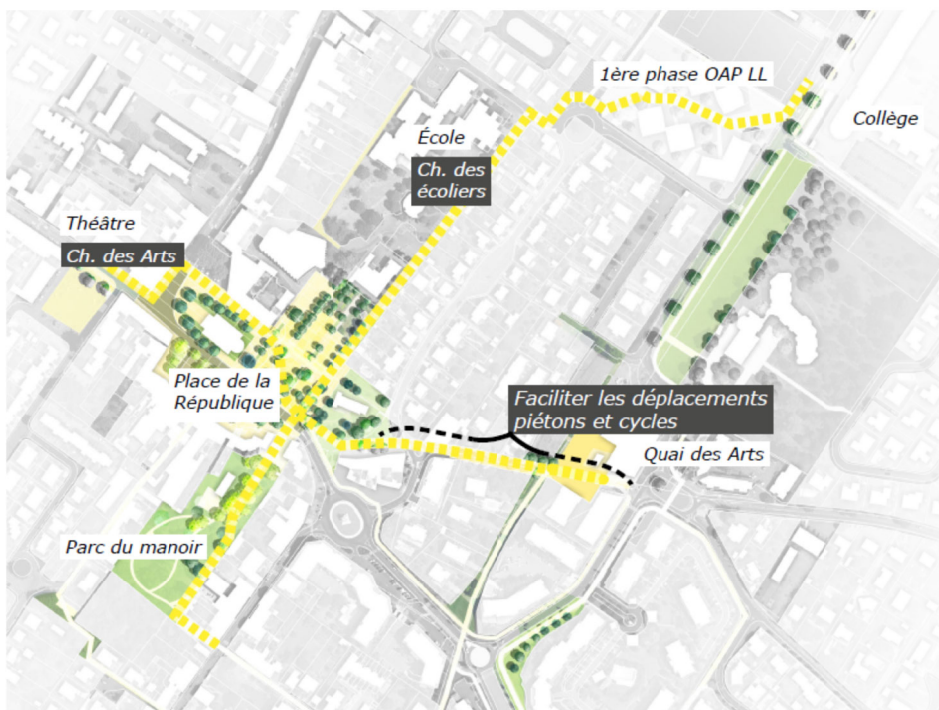 1ère phase OAP LL
Collège
École
Ch. des
écoliers
Théâtre
Ch. des Arts
Place de la
République
Faciliter les déplacements
piétons et cycles
Quai des Arts
Parc du manoir